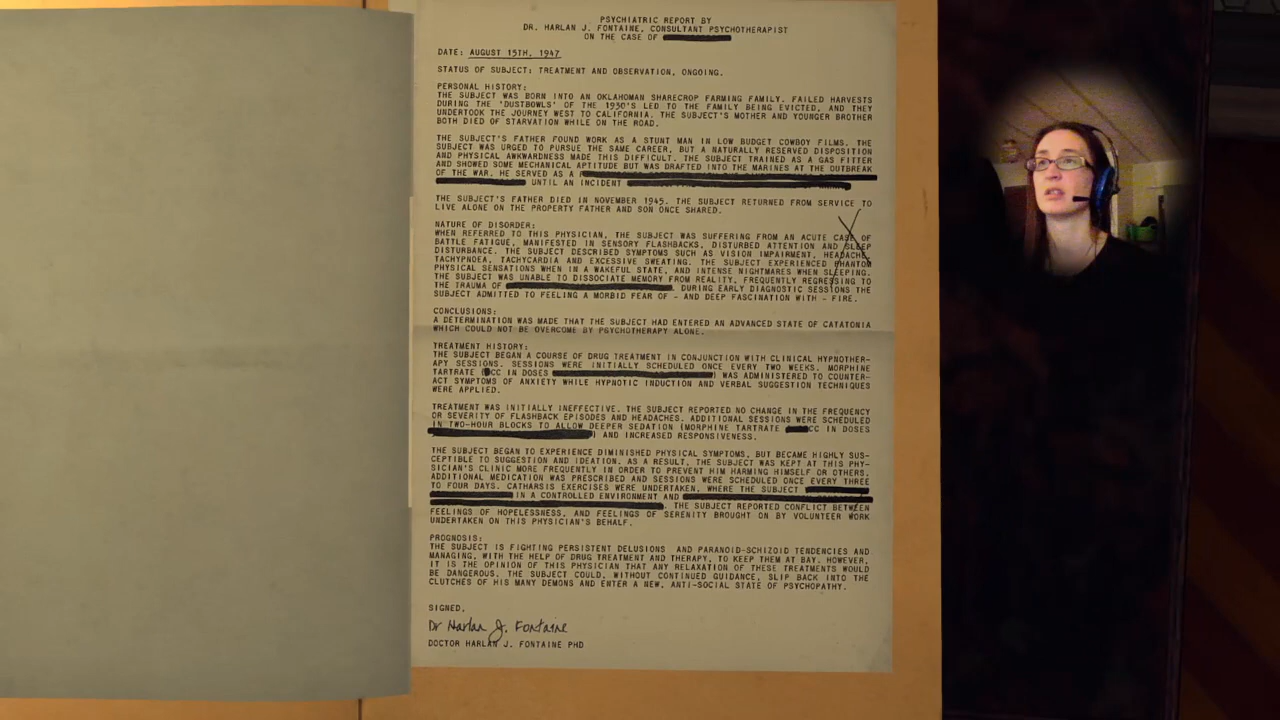 PSYCHIATRIC REPORT BY
DR. HARLAN J. FONTAINE, CONSULTANT PSYCHOTHERAPIST
ON THE CASE OF
DATE: AUGUST 15TH, 1947
STATUS OF SUBJECT: TREATMENT AND OBSERVATION, ONGOING.
PERSONAL HISTORY:
THE SUBJECT WAS BORN INTO AN OKLAHOMAN SHARECROP FARMING FAMILY. FAILED HARVESTS
DURING THE 'DUSTBOWLS' OF THE 1930'S LED TO THE FAMILY BEING EVICTED, AND THEY
UNDERTOOK THE JOURNEY WEST TO CALIFORNIA. THE SUBJECT'S MOTHER AND YOUNGER BROTHER
BOTH DIED OF STARVATION WHILE ON THE ROAD.
THE SUBJECT'S FATHER FOUND WORK AS A STUNT MAN IN LOW BUDGET COWBOY FILMS. THE
SUBJECT WAS URGED TO PURSUE THE SAME CAREER, BUT A NATURALLY RESERVED DISPOSITION
AND PHYSICAL AWKWARDNESS MADE THIS DIFFICULT. THE SUBJECT TRAINED AS A GAS FITTER
AND SHOWED SOME MECHANICAL APTITUDE BUT WAS DRAFTED INTO THE MARINES AT THE OUTBREAK
OF THE WAR. HE SERVED AS A
UNTIL AN INCIDENT
THE SUBJECT'S FATHER DIED IN NOVEMBER 1945. THE SUBJECT RETURNED FROM SERVICE TO
LIVE ALONE ON THE PROPERTY FATHER AND SON ONCE SHARED.
NATURE OF DISORDER:
WHEN REFERRED TO THIS PHYSICIAN, THE SUBJECT WAS SUFFERING FROM AN ACUTE CASE OF
BATTLE FATIGUE, MANIFESTED IN SENSORY FLASHBACKS, DISTURBED ATTENTION AND SLEEP
DISTURBANCE. THE SUBJECT DESCRIBED SYMPTOMS SUCH AS VISION IMPAIRMENT, HEADACHE,
TACHYPNOEA, TACHYCARDIA AND EXCESSIVE SWEATING. THE SUBJECT EXPERIENCED PHANTOM
PHYSICAL SENSATIONS WHEN IN A WAKEFUL STATE, AND INTENSE NIGHTMARES WHEN SLEEPING.
THE SUBJECT WAS UNABLE TO DISSOCIATE MEMORY FROM REALITY, FREQUENTLY REGRESSING TO
THE TRAUMA OF . DURING EARLY DIAGNOSTIC SESSIONS THE
SUBJECT ADMITTED TO FEELING A MORBID FEAR OF - AND DEEP FASCINATION WITH - FIRE.
CONCLUSIONS:
A DETERMINATION WAS MADE THAT THE SUBJECT HAD ENTERED AN ADVANCED STATE OF CATATONIA
WHICH COULD NOT BE OVERCOME BY PSYCHOTHERAPY ALONE.
TREATMENT HISTORY:
THE SUBJECT BEGAN A COURSE OF DRUG TREATMENT IN CONJUNCTION WITH CLINICAL HYPNOTHER-
APY SESSIONS. SESSIONS WERE INITIALLY SCHEDULED ONCE EVERY TWO WEEKS. MORPHINE
TARTRATE ( CC IN DOSES ) WAS ADMINISTERED TO COUNTER-
ACT SYMPTOMS OF ANXIETY WHILE HYPNOTIC INDUCTION AND VERBAL SUGGESTION TECHNIQUES
WERE APPLIED.
TREATMENT WAS INITIALLY INEFFECTIVE. THE SUBJECT REPORTED NO CHANGE IN THE FREQUENCY
OR SEVERITY OF FLASHBACK EPISODES AND HEADACHES. ADDITIONAL SESSIONS WERE SCHEDULED
IN TWO-HOUR BLOCKS TO ALLOW DEEPER SEDATION (MORPHINE TARTRATE CC IN DOSES
) AND INCREASED RESPONSIVENESS.
THE SUBJECT BEGAN TO EXPERIENCE DIMINISHED PHYSICAL SYMPTOMS, BUT BECAME HIGHLY SUS-
CEPTIBLE TO SUGGESTION AND IDEATION. AS A RESULT, THE SUBJECT WAS KEPT AT THIS PHY-
SICIAN'S CLINIC MORE FREQUENTLY IN ORDER TO PREVENT HIM HARMING HIMSELF OR OTHERS.
ADDITIONAL MEDICATION WAS PRESCRIBED AND SESSIONS WERE SCHEDULED ONCE EVERY THREE
TO FOUR DAYS. CATHARSIS EXERCISES WERE UNDERTAKEN, WHERE THE SUBJECT
IN A CONTROLLED ENVIRONMENT AND
. THE SUBJECT REPORTED CONFLICT BETWEEN
FEELINGS OF HOPELESSNESS, AND FEELINGS OF SERENITY BROUGHT ON BY VOLUNTEER WORK
UNDERTAKEN ON THIS PHYSICIAN'S BEHALF.
PROGNOSIS:
THE SUBJECT IS FIGHTING PERSISTENT DELUSIONS AND PARANOID-SCHIZOID TENDENCIES AND
MANAGING, WITH THE HELP OF DRUG TREATMENT AND THERAPY, TO KEEP THEM AT BAY. HOWEVER,
IT IS THE OPINION OF THIS PHYSICIAN THAT ANY RELAXATION OF THESE TREATMENTS WOULD
BE DANGEROUS. THE SUBJECT COULD, WITHOUT CONTINUED GUIDANCE, SLIP BACK INTO THE
CLUTCHES OF HIS MANY DEMONS AND ENTER A NEW, ANTI-SOCIAL STATE OF PSYCHOPATHY.
SIGNED,
Dr Harlan J. Fontaine
DOCTOR HARLAN J. FONTAINE PHD